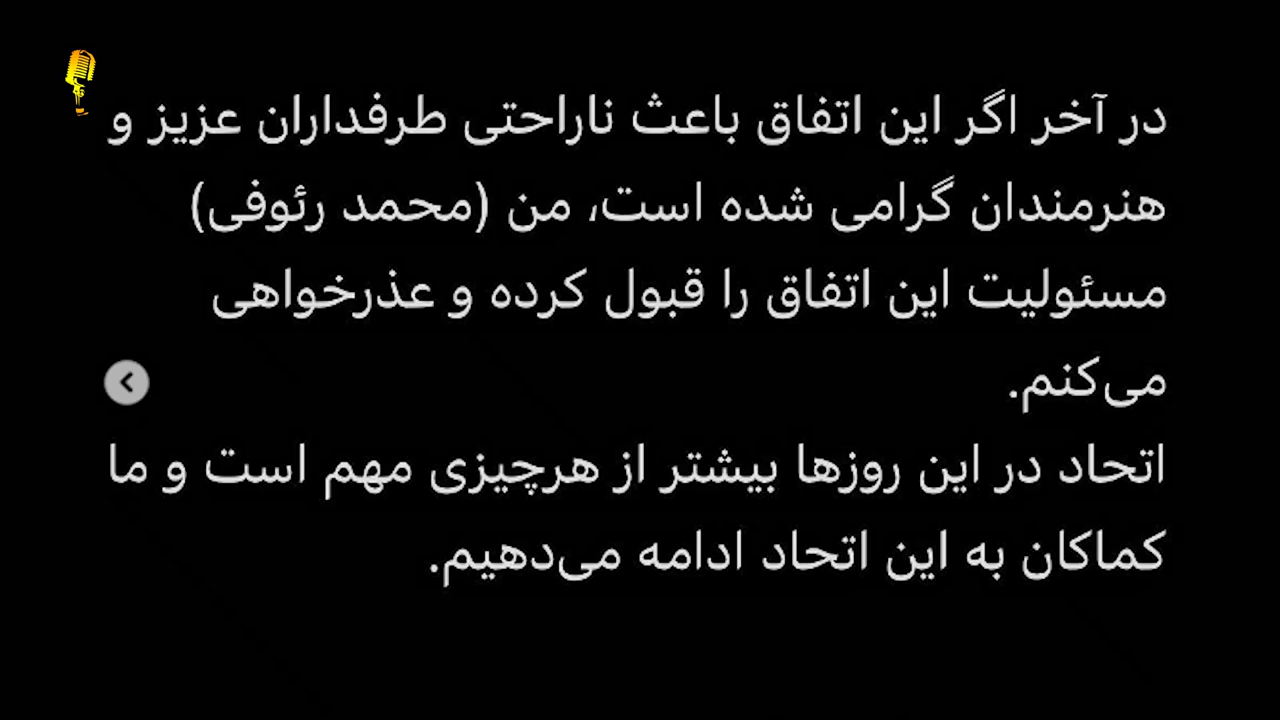 در آخر اگر این اتفاق باعث ناراحتی طرفداران عزیز و
هنرمندان گرامی شده است، من (محمد رئوفی)
مسئولیت این اتفاق را قبول کرده و عذرخواهی
می‌کنم.
اتحاد در این روزها بیشتر از هرچیزی مهم است و ما
کماکان به این اتحاد ادامه می‌دهیم.